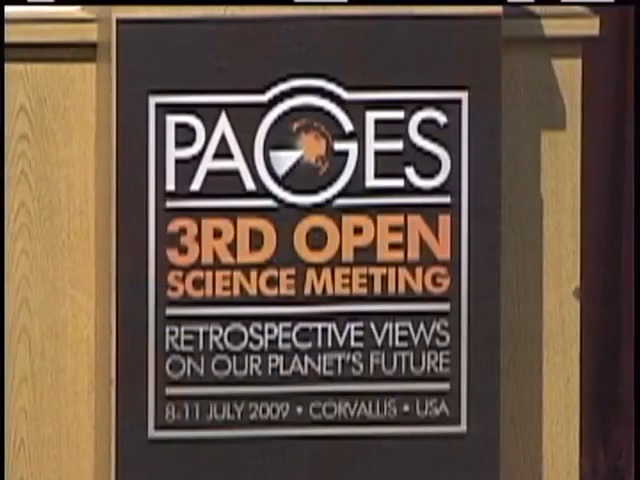 PAGES
3RD OPEN
SCIENCE MEETING
RETROSPECTIVE VIEWS
ON OUR PLANET'S FUTURE
8-11 JULY 2009 • CORVALLIS • USA